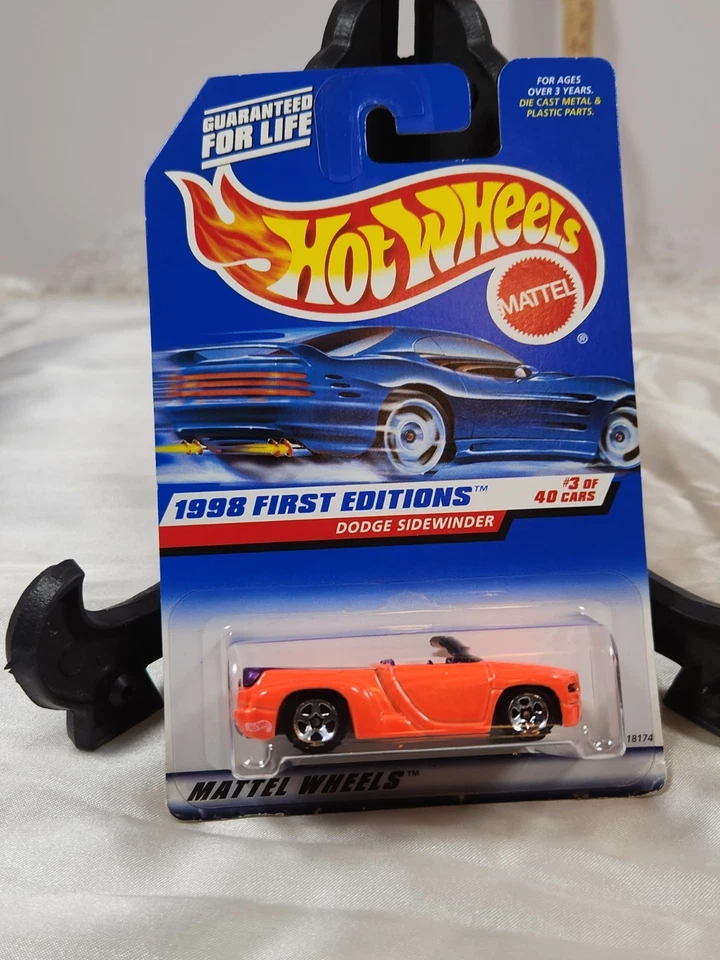 GUARANTEED
FOR LIFE
FOR AGES
OVER 3 YEARS.
DIE CAST METAL &
PLASTIC PARTS.
HOT WHEELS
MATTEL
®
1998 FIRST EDITIONS™
#3 OF
40 CARS
DODGE SIDEWINDER
18174
MATTEL WHEELS™